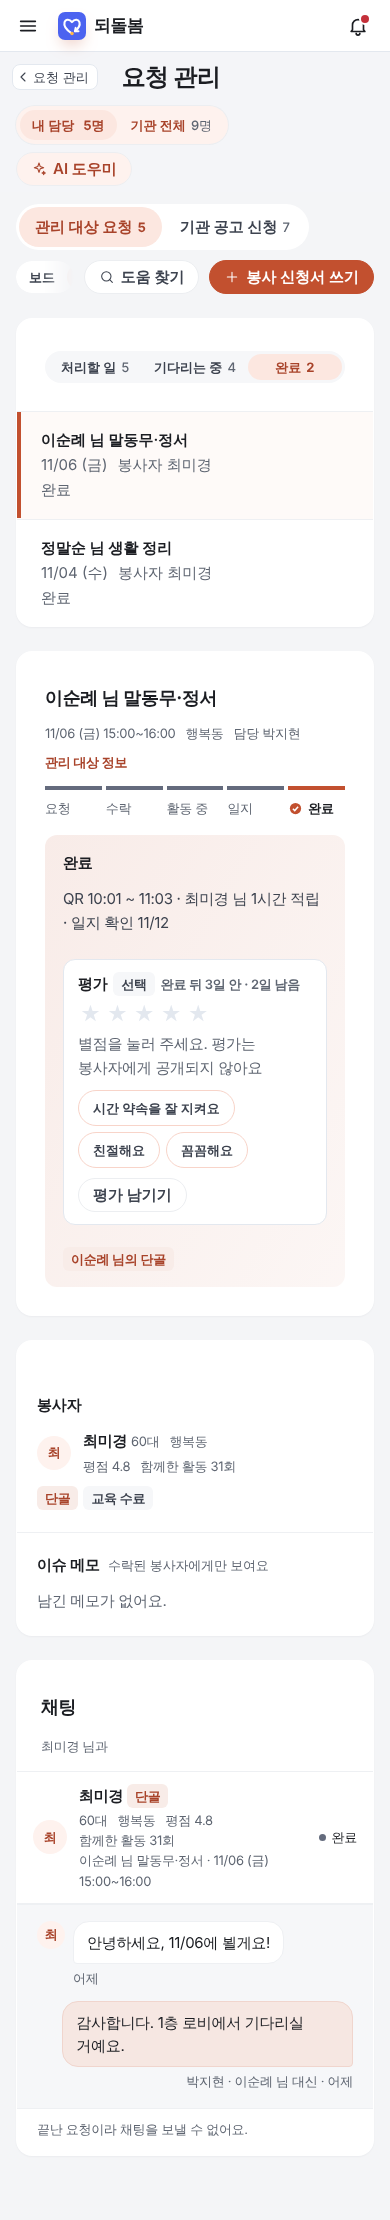 되돌봄
요청 관리
요청 관리
내 담당 5명 기관 전체 9명
AI 도우미
관리 대상 요청 5 기관 공고 신청 7
보드 도움 찾기 봉사 신청서 쓰기
처리할 일 5 기다리는 중 4 완료 2
이순례 님 말동무·정서
11/06 (금) 봉사자 최미경
완료
정말순 님 생활 정리
11/04 (수) 봉사자 최미경
완료
이순례 님 말동무·정서
11/06 (금) 15:00~16:00 행복동 담당 박지현
관리 대상 정보
요청 수락 활동 중 일지 완료
완료
QR 10:01 ~ 11:03 · 최미경 님 1시간 적립
· 일지 확인 11/12
평가 선택 완료 뒤 3일 안 · 2일 남음
★ ★ ★ ★ ★
별점을 눌러 주세요. 평가는
봉사자에게 공개되지 않아요
시간 약속을 잘 지켜요
친절해요 꼼꼼해요
평가 남기기
이순례 님의 단골
봉사자
최 최미경 60대 행복동
평점 4.8 함께한 활동 31회
단골 교육 수료
이슈 메모 수락된 봉사자에게만 보여요
남긴 메모가 없어요.
채팅
최미경 님과
최미경 단골
60대 행복동 평점 4.8
최 함께한 활동 31회 완료
이순례 님 말동무·정서 · 11/06 (금)
15:00~16:00
최 안녕하세요, 11/06에 뵐게요!
어제
감사합니다. 1층 로비에서 기다리실
거예요.
박지현 · 이순례 님 대신 · 어제
끝난 요청이라 채팅을 보낼 수 없어요.